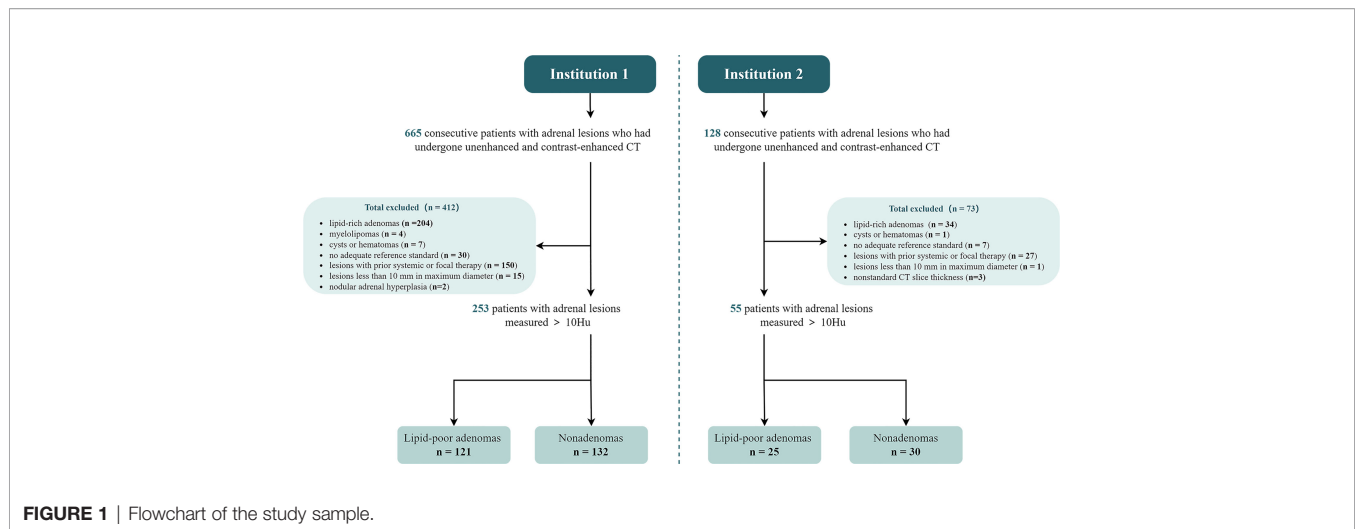 Institution 1
665 consecutive patients with adrenal lesions who had
undergone unenhanced and contrast-enhanced CT
Total excluded (n = 412)
• lipid-rich adenomas (n =204)
• myelolipomas (n = 4)
• cysts or hematomas (n = 7)
• no adequate reference standard (n = 30)
• lesions with prior systemic or focal therapy (n = 150)
• lesions less than 10 mm in maximum diameter (n = 15)
• nodular adrenal hyperplasia (n=2)
253 patients with adrenal lesions
measured > 10Hu
Lipid-poor adenomas
n = 121
Nonadenomas
n = 132
Institution 2
128 consecutive patients with adrenal lesions who had
undergone unenhanced and contrast-enhanced CT
Total excluded (n = 73)
• lipid-rich adenomas (n = 34)
• cysts or hematomas (n = 1)
• no adequate reference standard (n = 7)
• lesions with prior systemic or focal therapy (n = 27)
• lesions less than 10 mm in maximum diameter (n = 1)
• nonstandard CT slice thickness (n=3)
55 patients with adrenal lesions
measured > 10Hu
Lipid-poor adenomas
n = 25
Nonadenomas
n = 30
FIGURE 1 | Flowchart of the study sample.